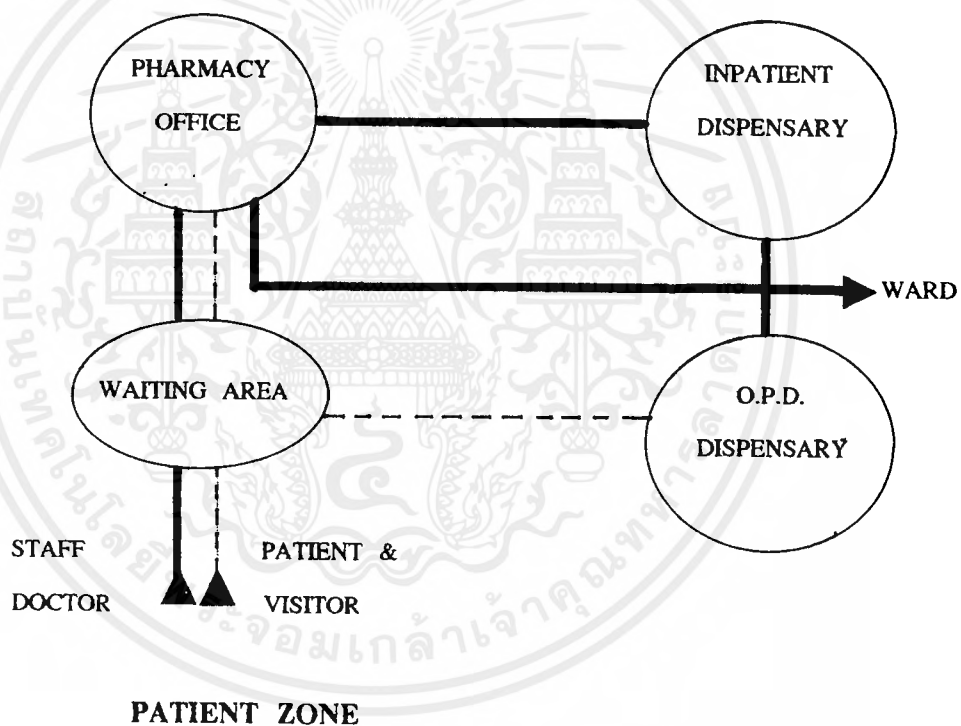 PHARMACY
OFFICE
INPATIENT
DISPENSARY
WARD
WAITING AREA
O.P.D.
DISPENSARY
STAFF
DOCTOR
PATIENT &
VISITOR
PATIENT ZONE